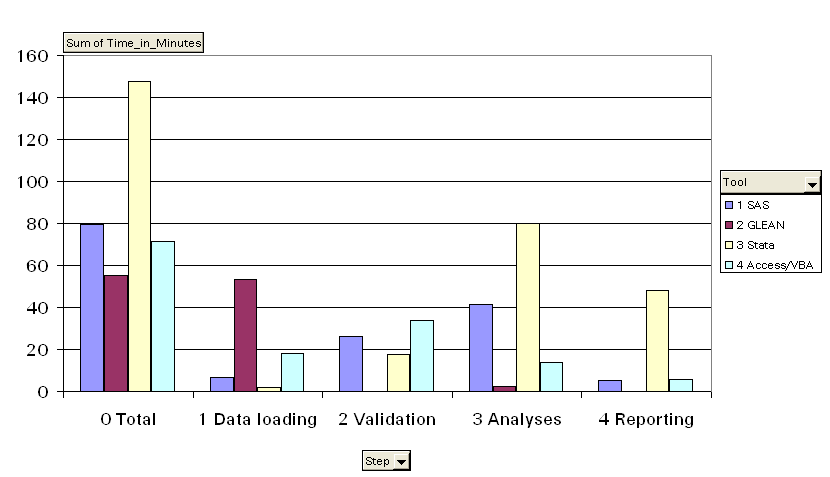 Sum of Time_in_Minutes
160
140
120
100
80
60
40
20
0
0 Total
1 Data loading
2 Validation
3 Analyses
4 Reporting
Step
Tool
1 SAS
2 GLEAN
3 Stata
4 Access/VBA